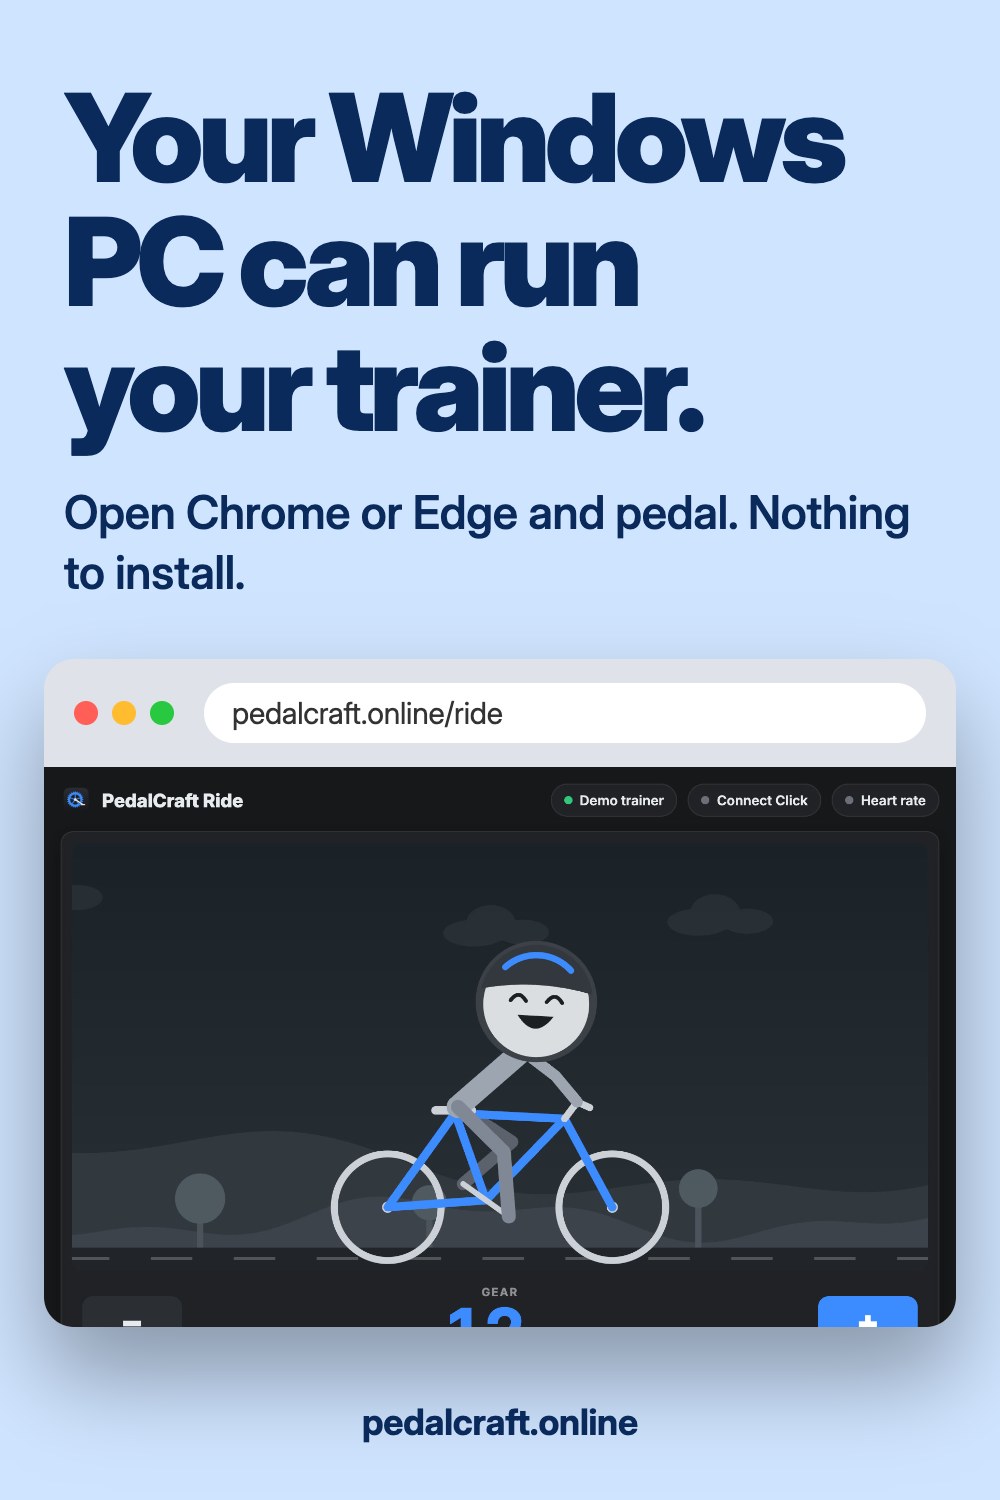 Your Windows
PC can run
your trainer.
Open Chrome or Edge and pedal. Nothing
to install.
pedalcraft.online/ride
PedalCraft Ride
Demo trainer
Connect Click
Heart rate
GEAR
-
+
pedalcraft.online